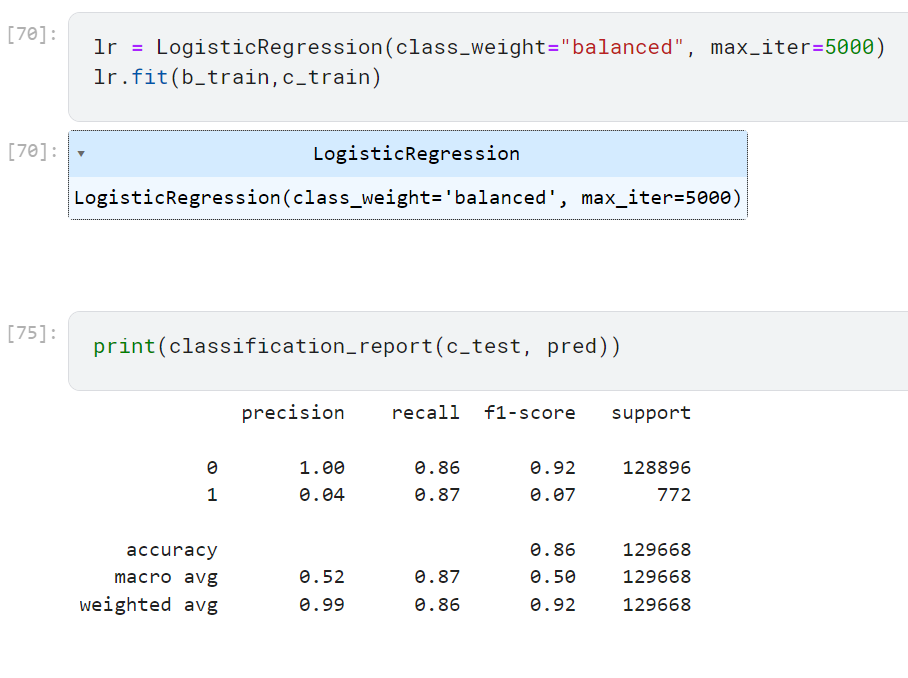 [70]:
lr = LogisticRegression(class_weight="balanced", max_iter=5000)
lr.fit(b_train,c_train)
[70]:
▾ LogisticRegression
LogisticRegression(class_weight='balanced', max_iter=5000)
[75]:
print(classification_report(c_test, pred))
precision recall f1-score support
0 1.00 0.86 0.92 128896
1 0.04 0.87 0.07 772
accuracy 0.86 129668
macro avg 0.52 0.87 0.50 129668
weighted avg 0.99 0.86 0.92 129668